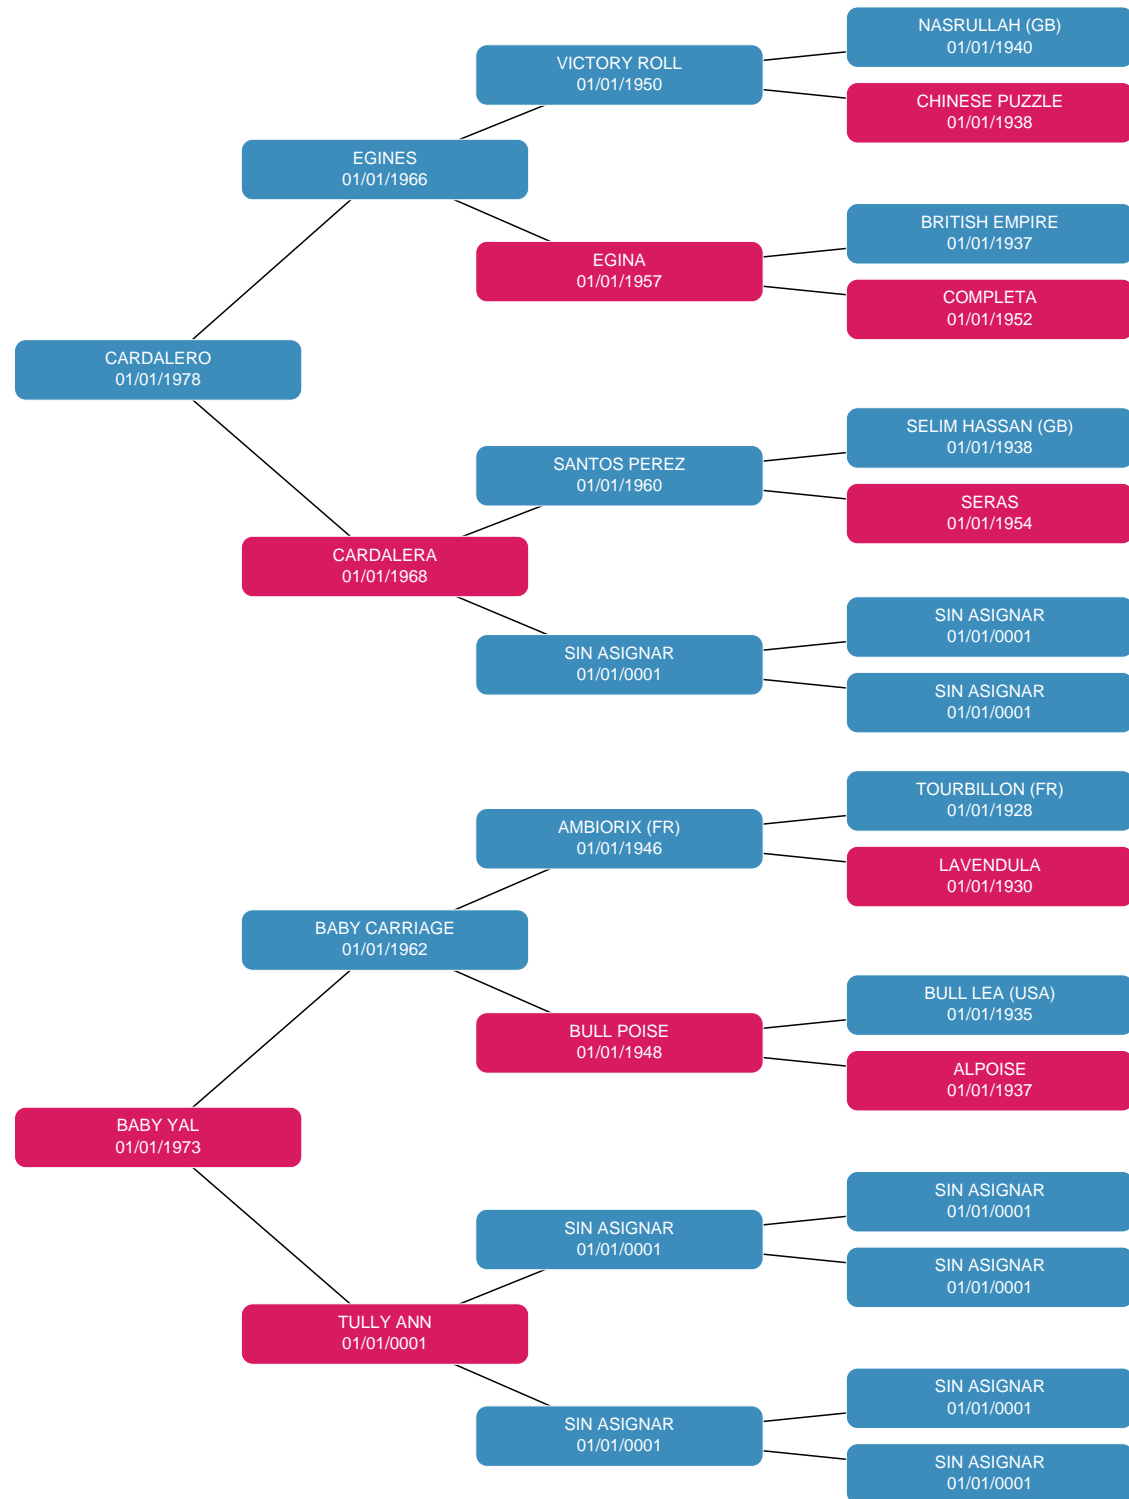 NASRULLAH (GB)
01/01/1940
VICTORY ROLL
01/01/1950
CHINESE PUZZLE
01/01/1938
EGINES
01/01/1966
BRITISH EMPIRE
01/01/1937
EGINA
01/01/1957
COMPLETA
01/01/1952
CARDALERO
01/01/1978
SELIM HASSAN (GB)
01/01/1938
SANTOS PEREZ
01/01/1960
SERAS
01/01/1954
CARDALERA
01/01/1968
SIN ASIGNAR
01/01/0001
SIN ASIGNAR
01/01/0001
SIN ASIGNAR
01/01/0001
TOURBILLON (FR)
01/01/1928
AMBIORIX (FR)
01/01/1946
LAVENDULA
01/01/1930
BABY CARRIAGE
01/01/1962
BULL LEA (USA)
01/01/1935
BULL POISE
01/01/1948
ALPOISE
01/01/1937
BABY YAL
01/01/1973
SIN ASIGNAR
01/01/0001
SIN ASIGNAR
01/01/0001
SIN ASIGNAR
01/01/0001
TULLY ANN
01/01/0001
SIN ASIGNAR
01/01/0001
SIN ASIGNAR
01/01/0001
SIN ASIGNAR
01/01/0001